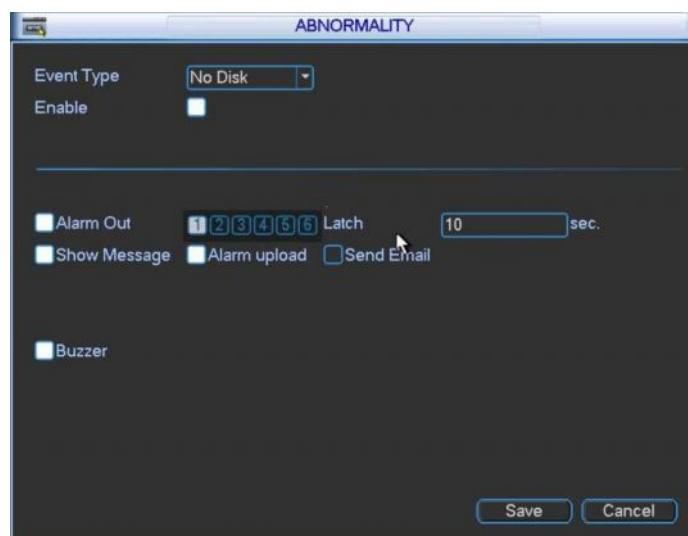 ABNORMALITY
Event Type No Disk
Enable
Alarm Out 1 2 3 4 5 6 Latch 10 sec.
Show Message Alarm upload Send Email
Buzzer
Save Cancel